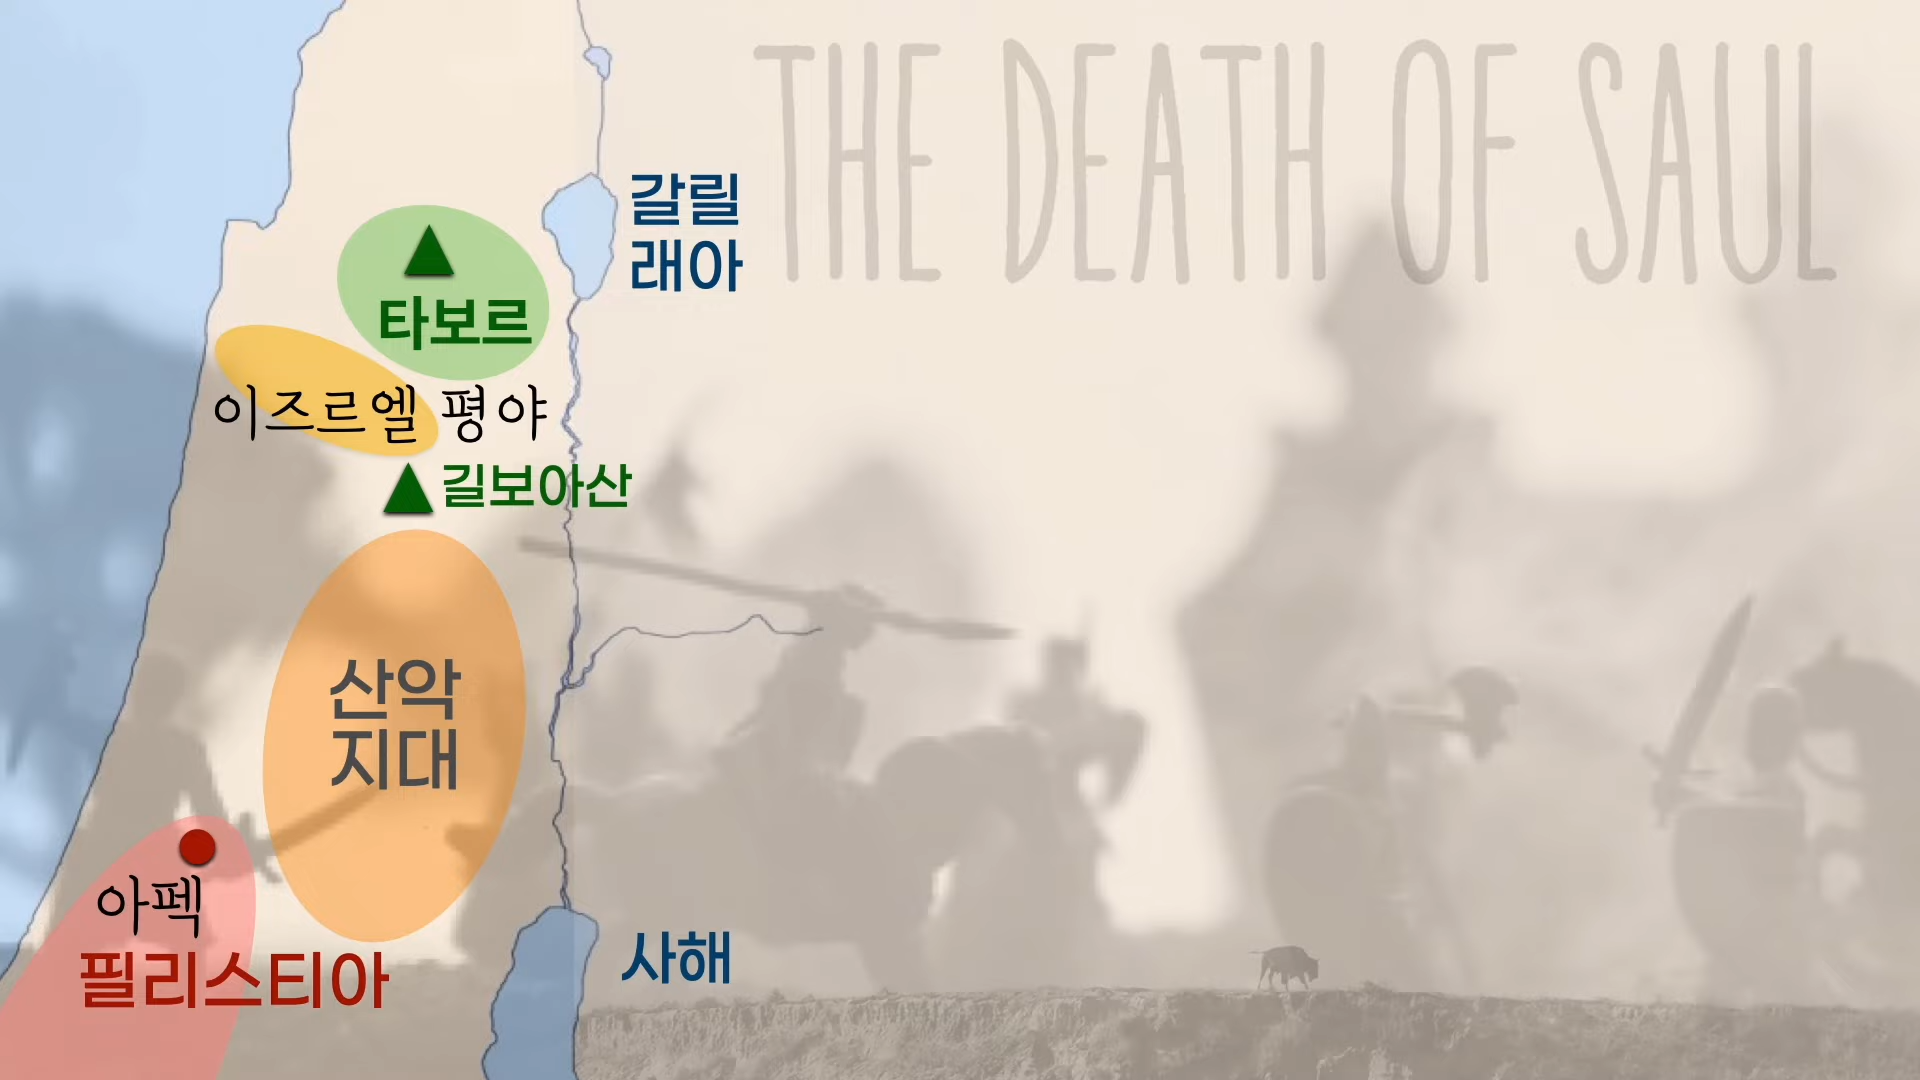 THE DEATH OF SAUL
갈릴
래아
타보르
이즈르엘 평야
길보아산
산악
지대
아펙
필리스티아
사해